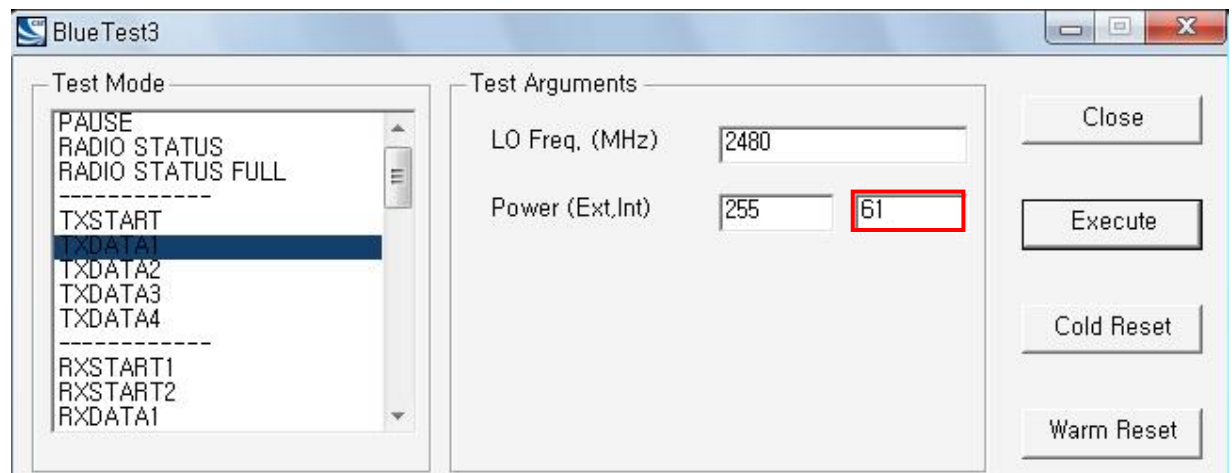 BlueTest3
Test Mode
PAUSE
RADIO STATUS
RADIO STATUS FULL
------------
TXSTART
TXDATA1
TXDATA2
TXDATA3
TXDATA4
------------
RXSTART1
RXSTART2
RXDATA1
Test Arguments
LO Freq, (MHz) 2480
Power (Ext,Int) 255 61
Close
Execute
Cold Reset
Warm Reset